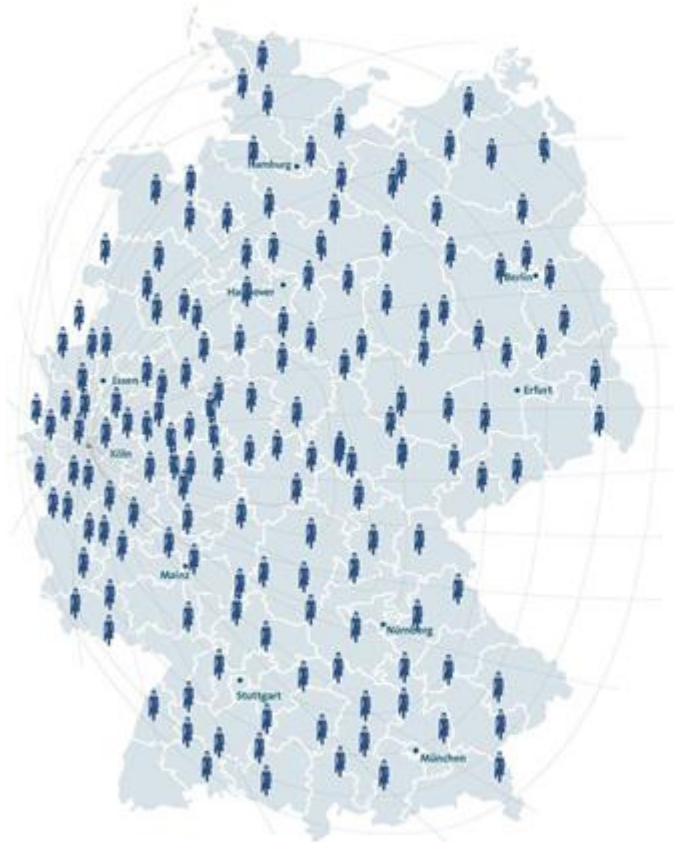 Hamburg
Berlin
Hannover
Essen
Erfurt
Köln
Mainz
Nürnberg
Stuttgart
München